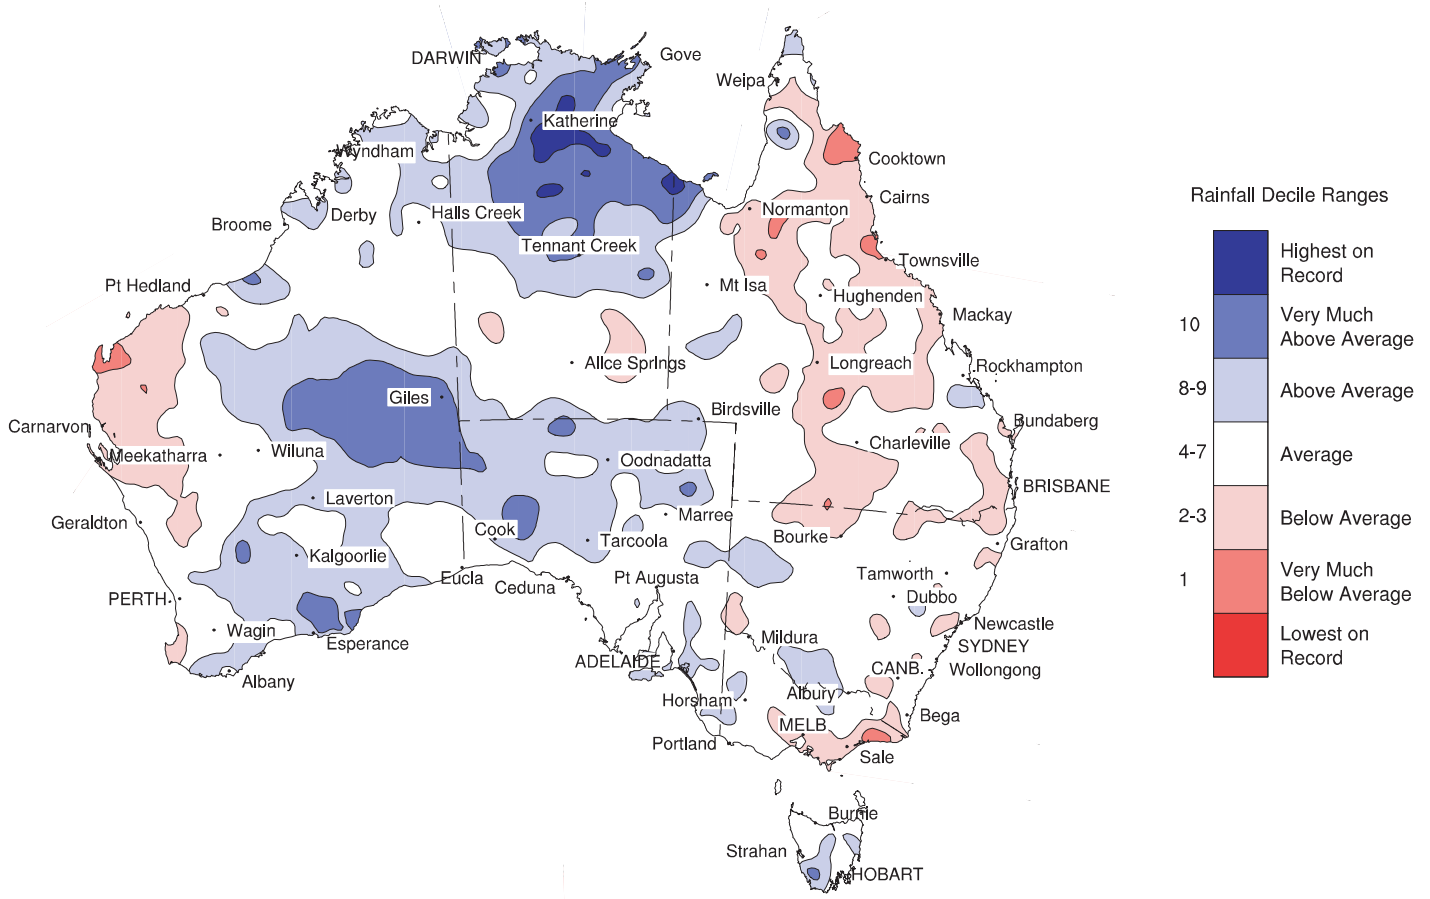 DARWIN
Gove
Weipa
Katherine
Wyndham
Cooktown
Cairns
Derby
Halls Creek
Normanton
Broome
Tennant Creek
Townsville
Pt Hedland
Mt Isa
Hughenden
Mackay
Alice Springs
Longreach
Rockhampton
Giles
Birdsville
Bundaberg
Carnarvon
Charleville
Meekatharra
Wiluna
Oodnadatta
BRISBANE
Laverton
Marree
Geraldton
Cook
Tarcoola
Bourke
Grafton
Kalgoorlie
Eucla
Ceduna
Pt Augusta
Tamworth
PERTH
Dubbo
Wagin
Esperance
Mildura
Newcastle
SYDNEY
ADELAIDE
CANB.
Wollongong
Albany
Horsham
Albury
Bega
MELB
Portland
Sale
Burnie
Strahan
HOBART
Rainfall Decile Ranges
Highest on
Record
10
Very Much
Above Average
8-9
Above Average
4-7
Average
2-3
Below Average
1
Very Much
Below Average
Lowest on
Record